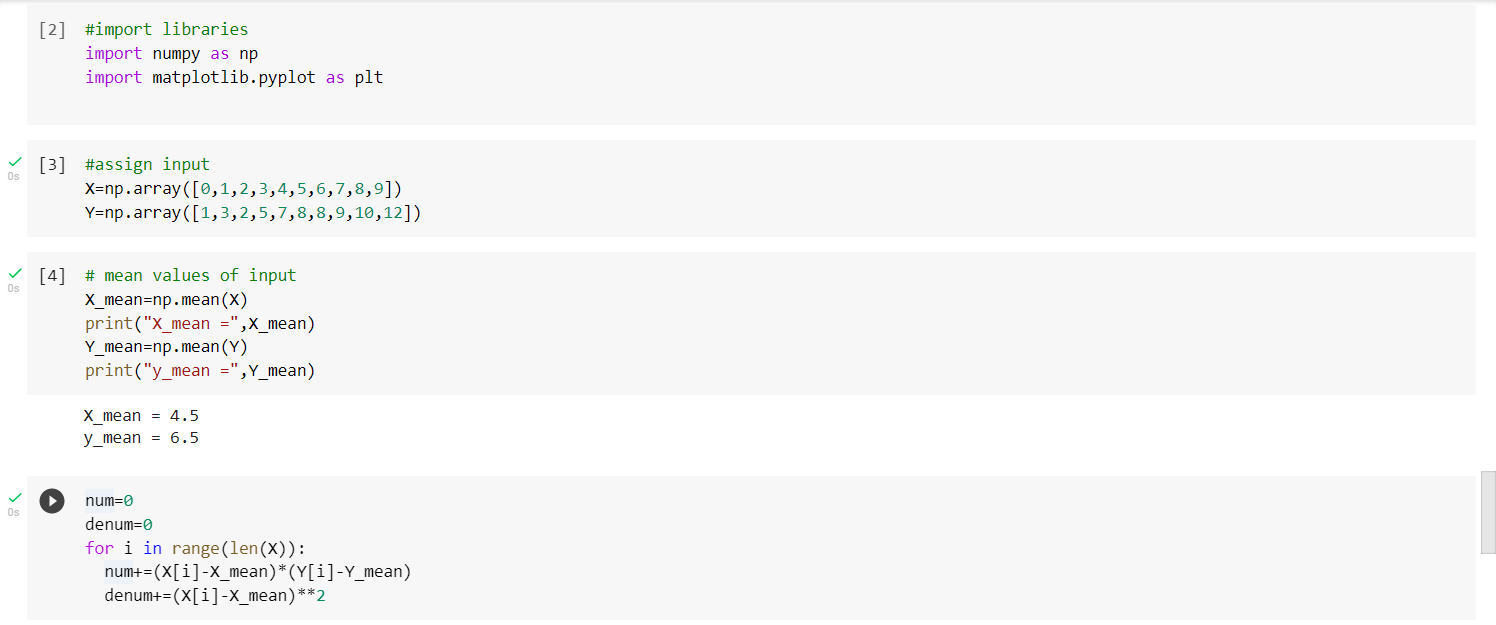 [2] #import libraries
import numpy as np
import matplotlib.pyplot as plt
0s [3] #assign input
X=np.array([0,1,2,3,4,5,6,7,8,9])
Y=np.array([1,3,2,5,7,8,8,9,10,12])
0s [4] # mean values of input
X_mean=np.mean(X)
print("X_mean =",X_mean)
Y_mean=np.mean(Y)
print("y_mean =",Y_mean)
X_mean = 4.5
y_mean = 6.5
0s num=0
denum=0
for i in range(len(X)):
  num+=(X[i]-X_mean)*(Y[i]-Y_mean)
  denum+=(X[i]-X_mean)**2